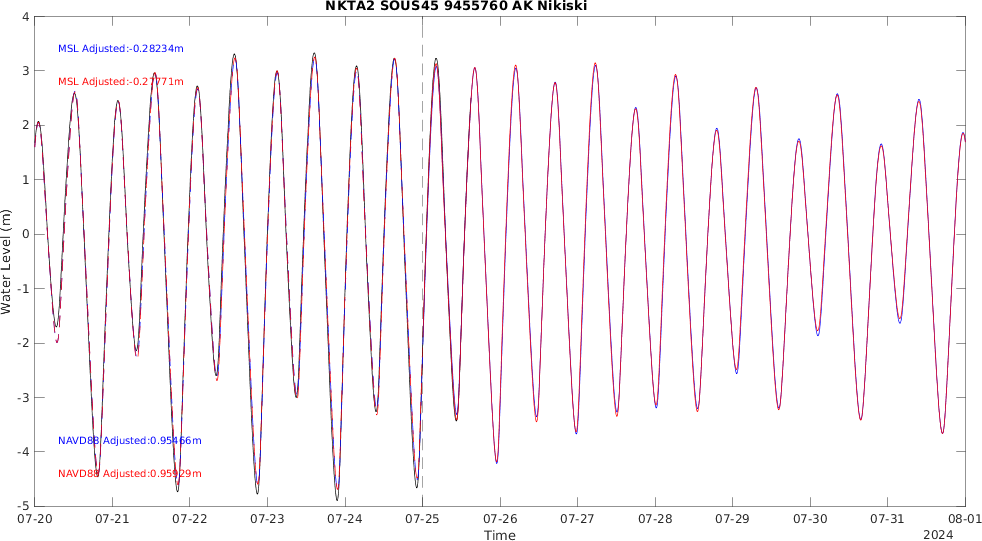 NKTA2 SOUS45 9455760 AK Nikiski
4
MSL Adjusted:-0.28234m
3
MSL Adjusted:-0.27771m
2
1
0
Water Level (m)
-1
-2
-3
NAVD88 Adjusted:0.95466m
-4
NAVD88 Adjusted:0.95929m
-5
07-20 07-21 07-22 07-23 07-24 07-25 07-26 07-27 07-28 07-29 07-30 07-31 08-01
Time
2024